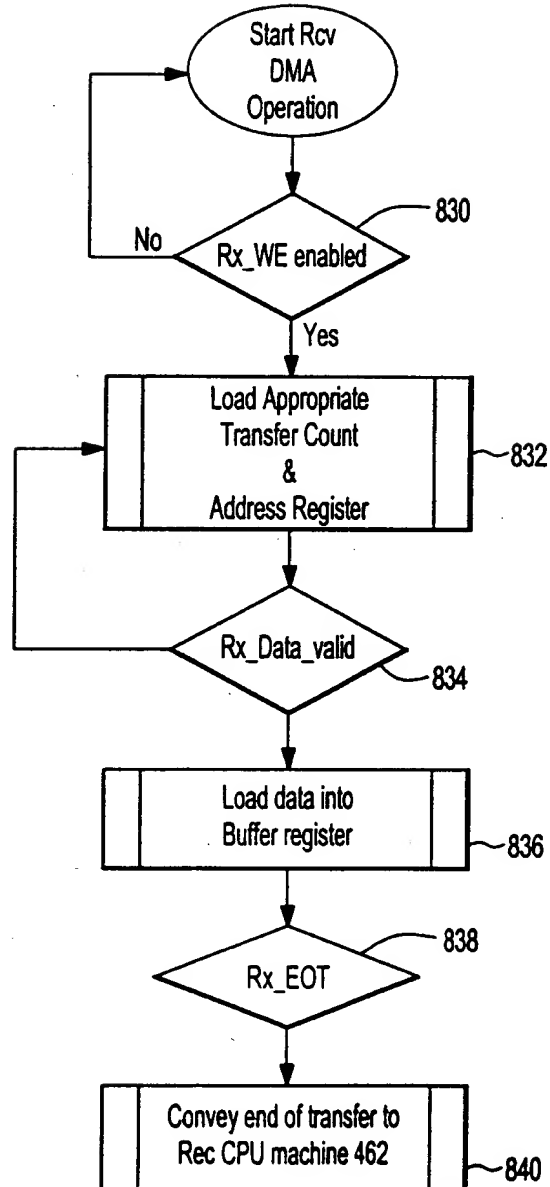 Start Rcv
DMA
Operation
830
No
Rx_WE enabled
Yes
Load Appropriate
Transfer Count
&
Address Register
832
Rx_Data_valid
834
Load data into
Buffer register
836
838
Rx_EOT
Convey end of transfer to
Rec CPU machine 462
840